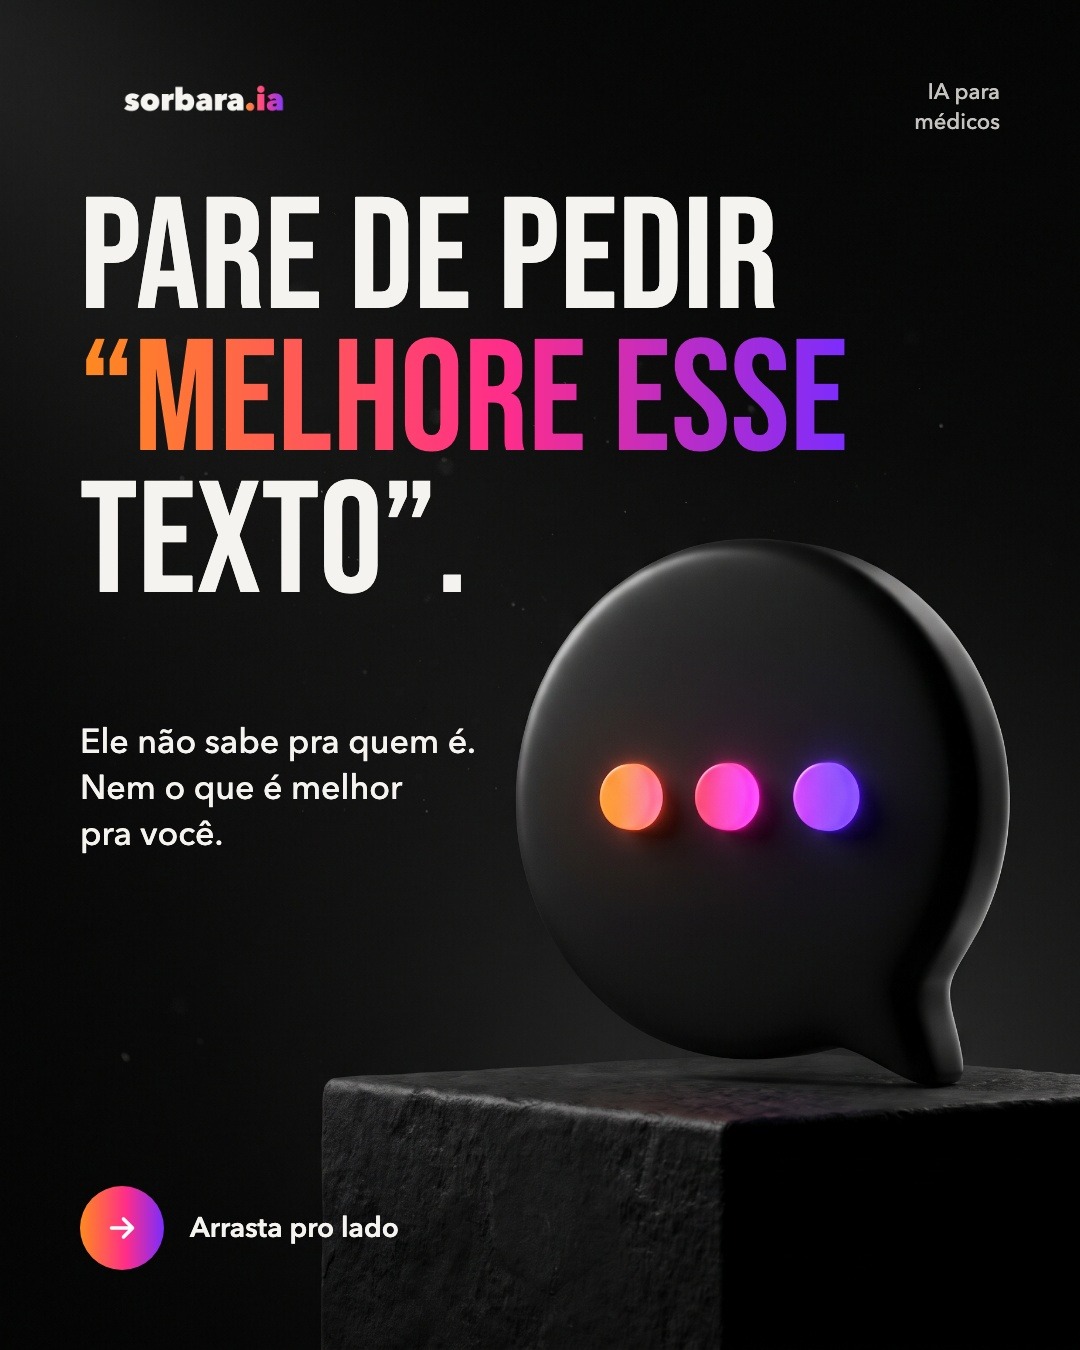 sorbara.ia
IA para
médicos
PARE DE PEDIR
“MELHORE ESSE
TEXTO”.
Ele não sabe pra quem é.
Nem o que é melhor
pra você.
Arrasta pro lado